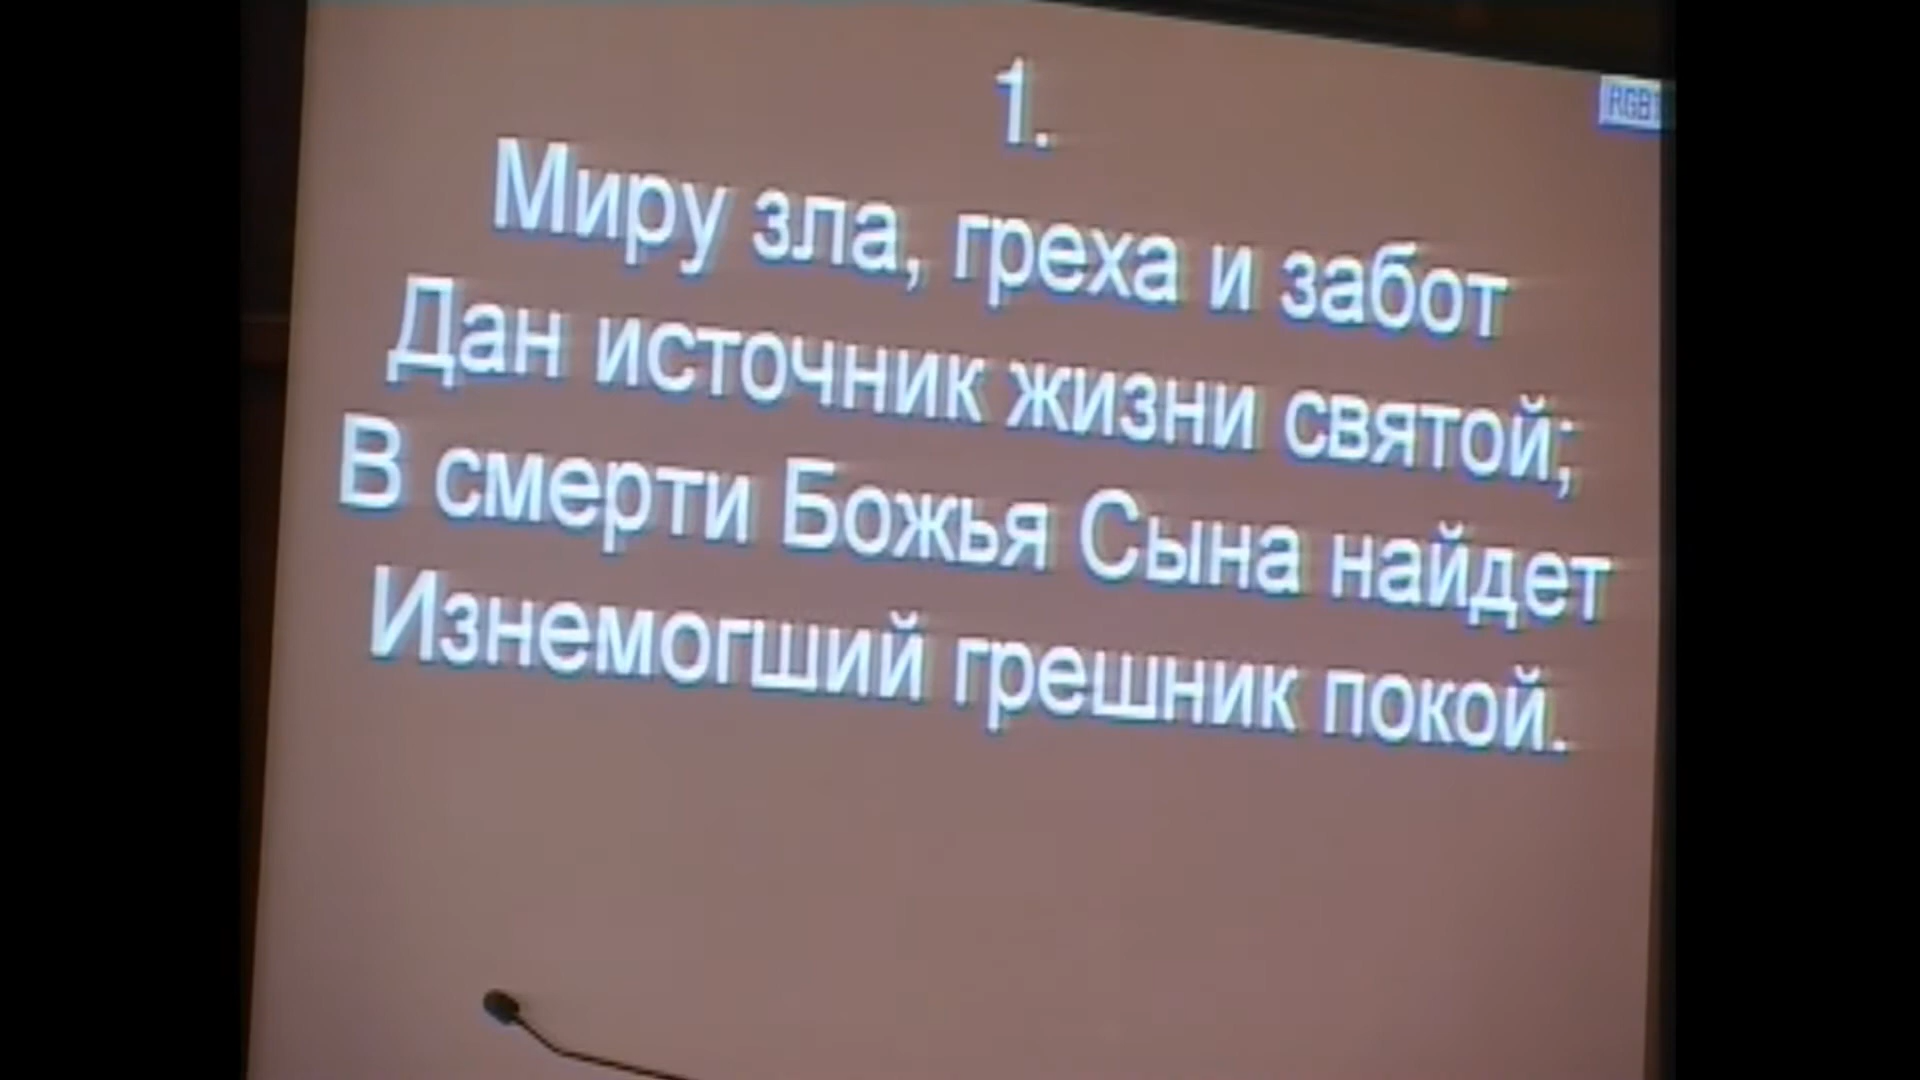 1.
RGB
Миру зла, греха и забот
Дан источник жизни святой;
В смерти Божья Сына найдет
Изнемогший грешник покой.